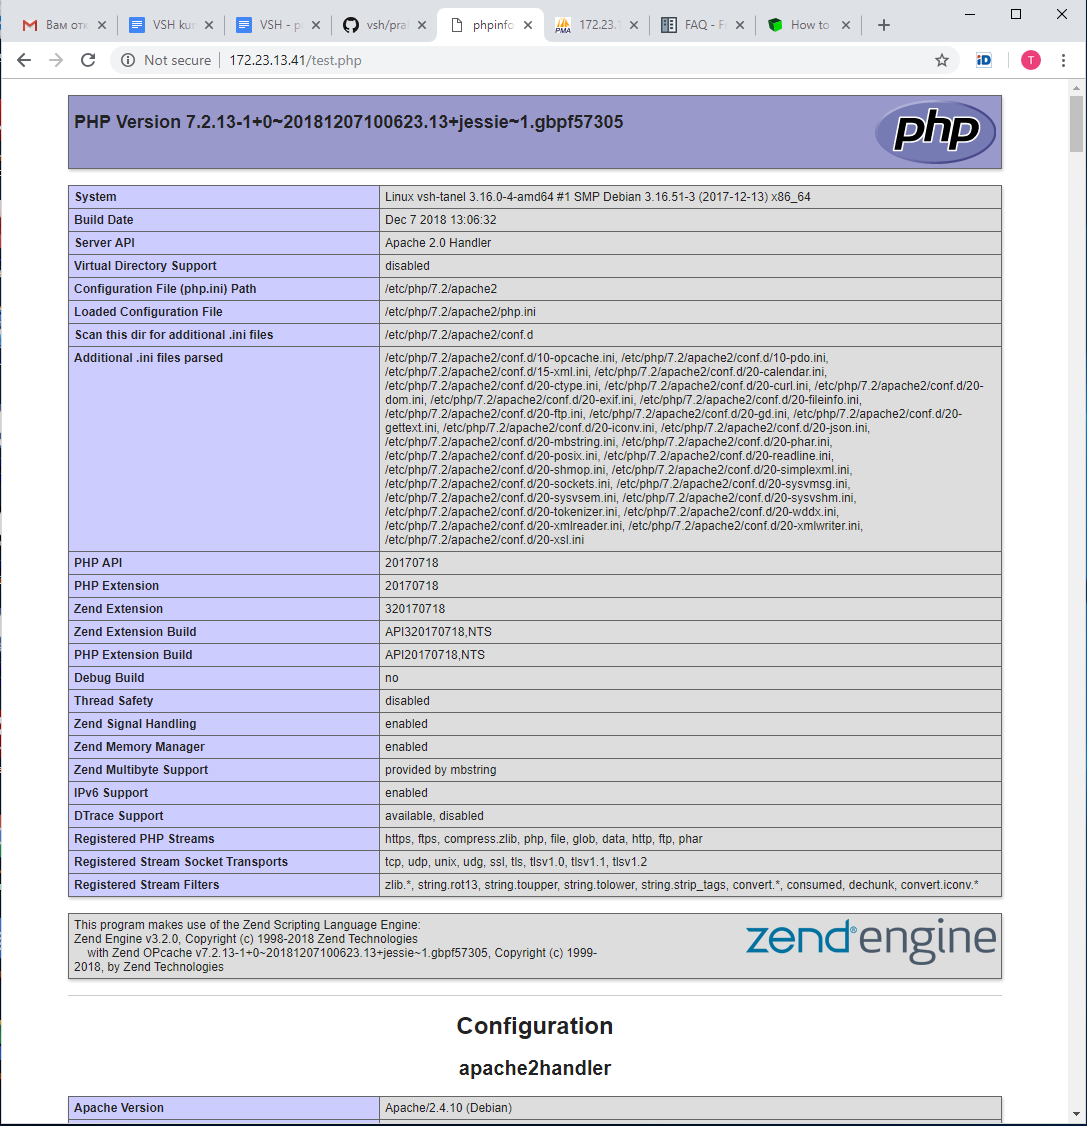 Вам отк
VSH kur
VSH - p
vsh/pra
phpinfo
172.23.1
FAQ - F
How to
Not secure
172.23.13.41/test.php
iD
T
PHP Version 7.2.13-1+0~20181207100623.13+jessie~1.gbpf57305
php
System Linux vsh-tanel 3.16.0-4-amd64 #1 SMP Debian 3.16.51-3 (2017-12-13) x86_64
Build Date Dec 7 2018 13:06:32
Server API Apache 2.0 Handler
Virtual Directory Support disabled
Configuration File (php.ini) Path /etc/php/7.2/apache2
Loaded Configuration File /etc/php/7.2/apache2/php.ini
Scan this dir for additional .ini files /etc/php/7.2/apache2/conf.d
Additional .ini files parsed /etc/php/7.2/apache2/conf.d/10-opcache.ini, /etc/php/7.2/apache2/conf.d/10-pdo.ini,
/etc/php/7.2/apache2/conf.d/15-xml.ini, /etc/php/7.2/apache2/conf.d/20-calendar.ini,
/etc/php/7.2/apache2/conf.d/20-ctype.ini, /etc/php/7.2/apache2/conf.d/20-curl.ini, /etc/php/7.2/apache2/conf.d/20-
dom.ini, /etc/php/7.2/apache2/conf.d/20-exif.ini, /etc/php/7.2/apache2/conf.d/20-fileinfo.ini,
/etc/php/7.2/apache2/conf.d/20-ftp.ini, /etc/php/7.2/apache2/conf.d/20-gd.ini, /etc/php/7.2/apache2/conf.d/20-
gettext.ini, /etc/php/7.2/apache2/conf.d/20-iconv.ini, /etc/php/7.2/apache2/conf.d/20-json.ini,
/etc/php/7.2/apache2/conf.d/20-mbstring.ini, /etc/php/7.2/apache2/conf.d/20-phar.ini,
/etc/php/7.2/apache2/conf.d/20-posix.ini, /etc/php/7.2/apache2/conf.d/20-readline.ini,
/etc/php/7.2/apache2/conf.d/20-shmop.ini, /etc/php/7.2/apache2/conf.d/20-simplexml.ini,
/etc/php/7.2/apache2/conf.d/20-sockets.ini, /etc/php/7.2/apache2/conf.d/20-sysvmsg.ini,
/etc/php/7.2/apache2/conf.d/20-sysvsem.ini, /etc/php/7.2/apache2/conf.d/20-sysvshm.ini,
/etc/php/7.2/apache2/conf.d/20-tokenizer.ini, /etc/php/7.2/apache2/conf.d/20-wddx.ini,
/etc/php/7.2/apache2/conf.d/20-xmlreader.ini, /etc/php/7.2/apache2/conf.d/20-xmlwriter.ini,
/etc/php/7.2/apache2/conf.d/20-xsl.ini
PHP API 20170718
PHP Extension 20170718
Zend Extension 320170718
Zend Extension Build API320170718,NTS
PHP Extension Build API20170718,NTS
Debug Build no
Thread Safety disabled
Zend Signal Handling enabled
Zend Memory Manager enabled
Zend Multibyte Support provided by mbstring
IPv6 Support enabled
DTrace Support available, disabled
Registered PHP Streams https, ftps, compress.zlib, php, file, glob, data, http, ftp, phar
Registered Stream Socket Transports tcp, udp, unix, udg, ssl, tls, tlsv1.0, tlsv1.1, tlsv1.2
Registered Stream Filters zlib.*, string.rot13, string.toupper, string.tolower, string.strip_tags, convert.*, consumed, dechunk, convert.iconv.*
This program makes use of the Zend Scripting Language Engine:
Zend Engine v3.2.0, Copyright (c) 1998-2018 Zend Technologies
with Zend OPcache v7.2.13-1+0~20181207100623.13+jessie~1.gbpf57305, Copyright (c) 1999-
2018, by Zend Technologies
zend®engine
Configuration
apache2handler
Apache Version Apache/2.4.10 (Debian)